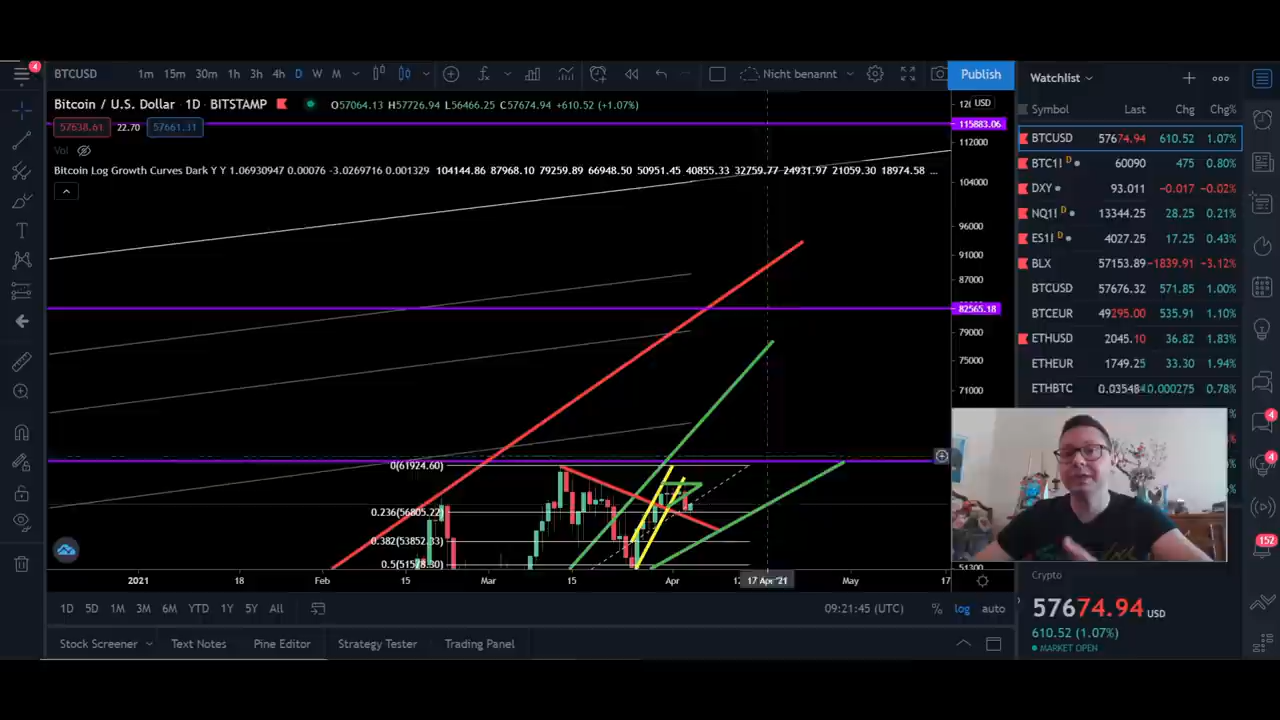 4
BTCUSD 1m 15m 30m 1h 3h 4h D W M Nicht benannt Publish
Bitcoin / U.S. Dollar · 1D · BITSTAMP O57064.13 H57726.94 L56466.25 C57674.94 +610.52 (+1.07%)
57638.61 22.70 57661.31
Vol
Bitcoin Log Growth Curves Dark Y Y 1.06930947 0.00076 -3.0269716 0.001329 104144.86 87968.10 79259.89 66948.50 50951.45 40855.33 32759.77 24931.97 21059.30 18974.58 ...
USD
115883.06
112000
104000
96000
91000
87000
82565.18
79000
75000
71000
51300
0(61924.60)
0.236(56805.22)
0.382(53852.33)
0.5(51578.30)
2021 18 Feb 15 Mar 15 Apr 17 Apr '21 May 17
1D 5D 1M 3M 6M YTD 1Y 5Y All 09:21:45 (UTC) % log auto
Stock Screener Text Notes Pine Editor Strategy Tester Trading Panel
Watchlist
Symbol Last Chg Chg%
BTCUSD 57674.94 610.52 1.07%
BTC1! D 60090 475 0.80%
DXY 93.011 −0.017 −0.02%
NQ1! D 13344.25 28.25 0.21%
ES1! D 4027.25 17.25 0.43%
BLX 57153.89 −1839.91 −3.12%
BTCUSD 57676.32 571.85 1.00%
BTCEUR 49295.00 535.91 1.10%
ETHUSD 2045.10 36.82 1.83%
ETHEUR 1749.25 33.30 1.94%
ETHBTC 0.03548 0.000275 0.78%
Crypto
57674.94 USD
610.52 (1.07%)
MARKET OPEN
4
4
152